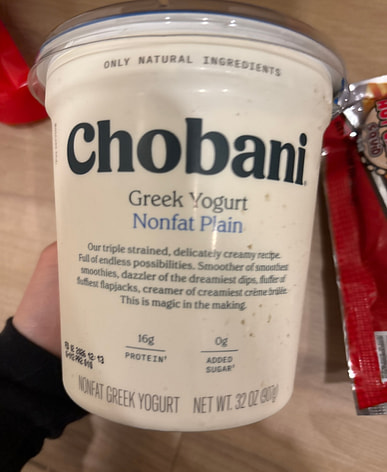 ONLY NATURAL INGREDIENTS
Chobani
Greek Yogurt
Nonfat Plain
Our triple strained, delicately creamy recipe.
Full of endless possibilities. Smoother of smoothest
smoothies, dazzler of the dreamiest dips, fluffer of
fluffiest flapjacks, creamer of creamiest crème brûlée.
This is magic in the making.
16g
PROTEIN†
0g
ADDED
SUGAR†
NONFAT GREEK YOGURT NET WT. 32 OZ (907g)